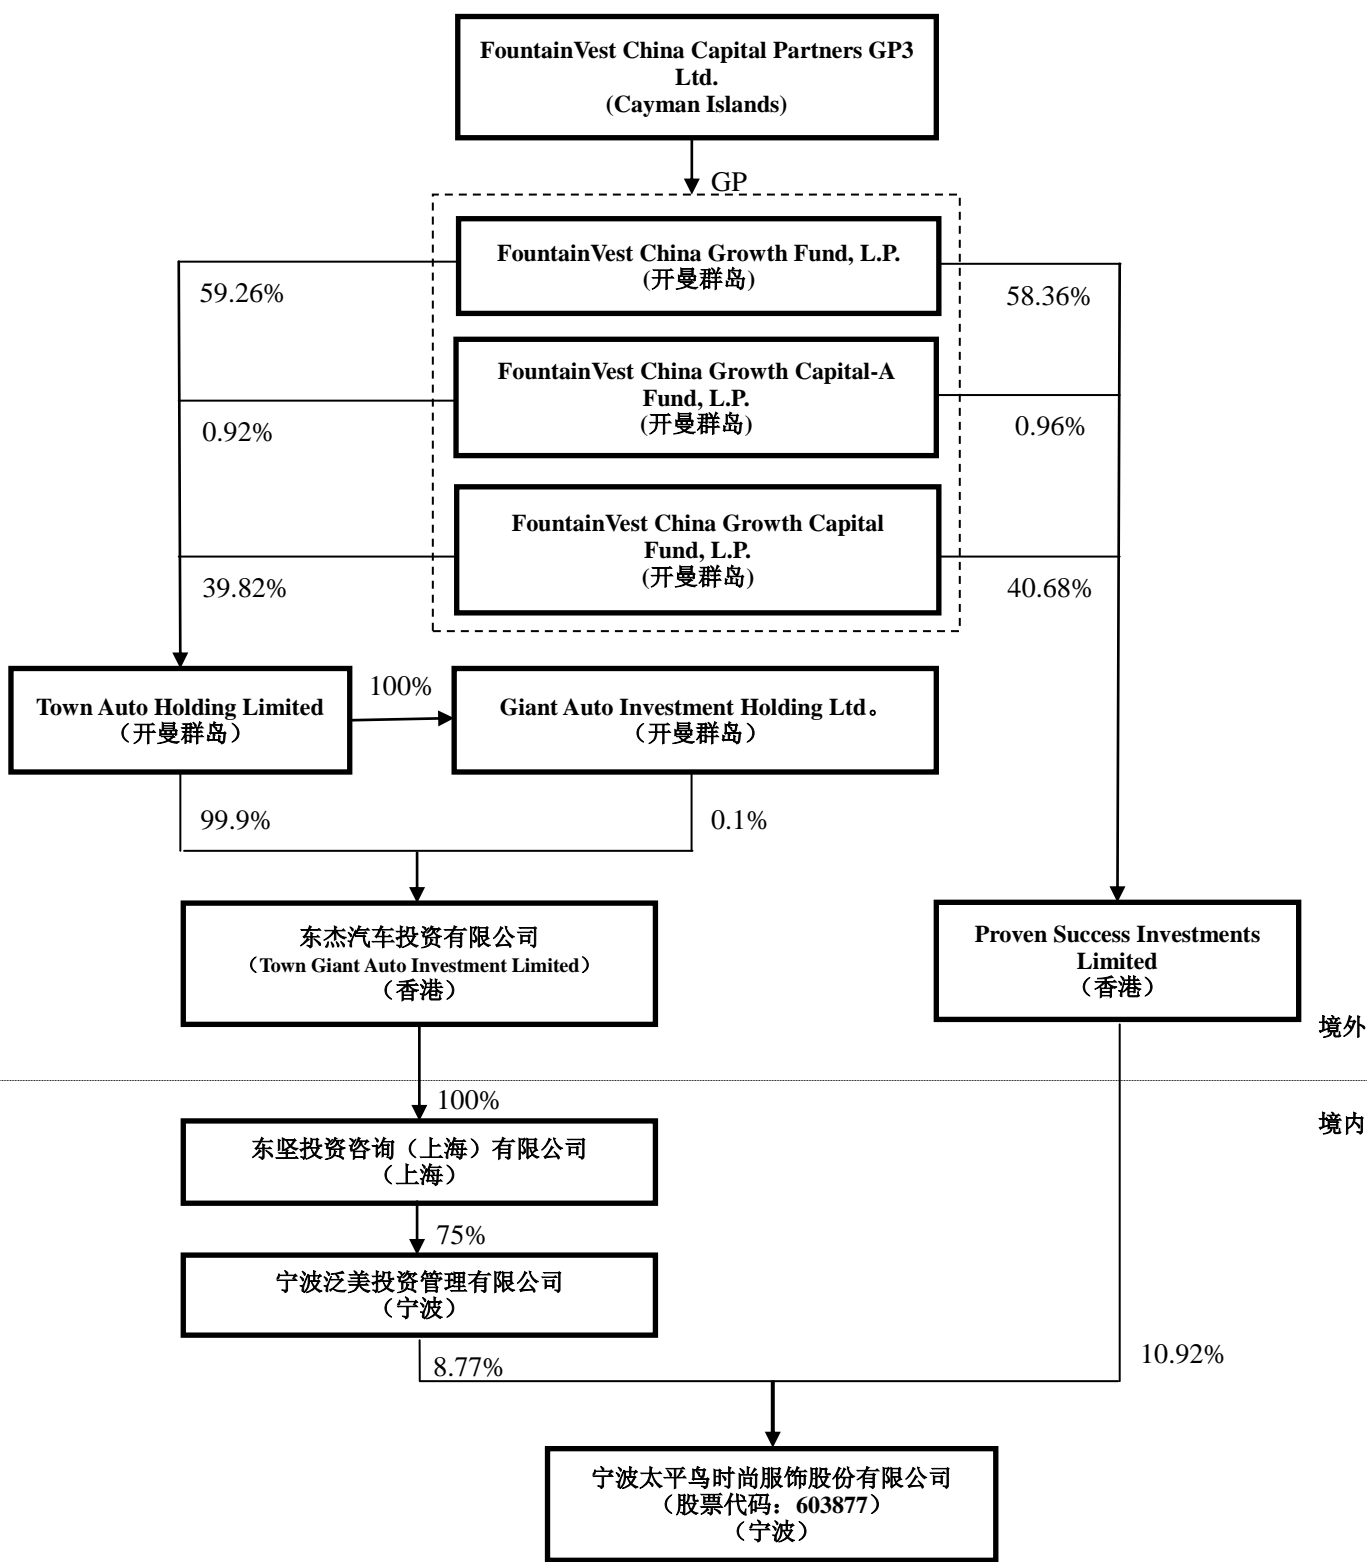 FountainVest China Capital Partners GP3
Ltd.
(Cayman Islands)
GP
FountainVest China Growth Fund, L.P.
(开曼群岛)
59.26%
58.36%
FountainVest China Growth Capital-A
Fund, L.P.
(开曼群岛)
0.92%
0.96%
FountainVest China Growth Capital
Fund, L.P.
(开曼群岛)
39.82%
40.68%
Town Auto Holding Limited
（开曼群岛）
100%
Giant Auto Investment Holding Ltd。
（开曼群岛）
99.9%
0.1%
东杰汽车投资有限公司
（Town Giant Auto Investment Limited）
（香港）
Proven Success Investments
Limited
（香港）
境外
100%
境内
东坚投资咨询（上海）有限公司
（上海）
75%
宁波泛美投资管理有限公司
（宁波）
8.77%
10.92%
宁波太平鸟时尚服饰股份有限公司
（股票代码：603877）
（宁波）